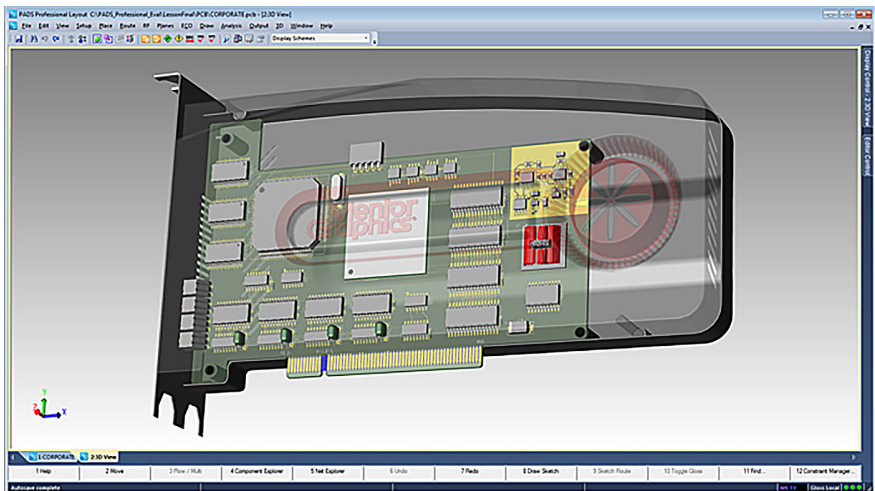 PADS Professional Layout C:\PADS_Professional_Eval\LessonFinal\PCB\CORPORATE.pcb - [2:3D View]
File Edit View Setup Place Route RF Planes ECO Draw Analysis Output 3D Window Help
Display Schemes
Display Control - 2:3D View
Editor Control
Mentor
Graphics
Y
Z
X
1:CORPORATE 2:3D View
1 Help 2 Move 3 Plow / Multi 4 Component Explorer 5 Net Explorer 6 Undo 7 Redo 8 Draw Sketch 9 Sketch Route 10 Toggle Gloss 11 Find... 12 Constraint Manager...
Autosave complete Gloss Local